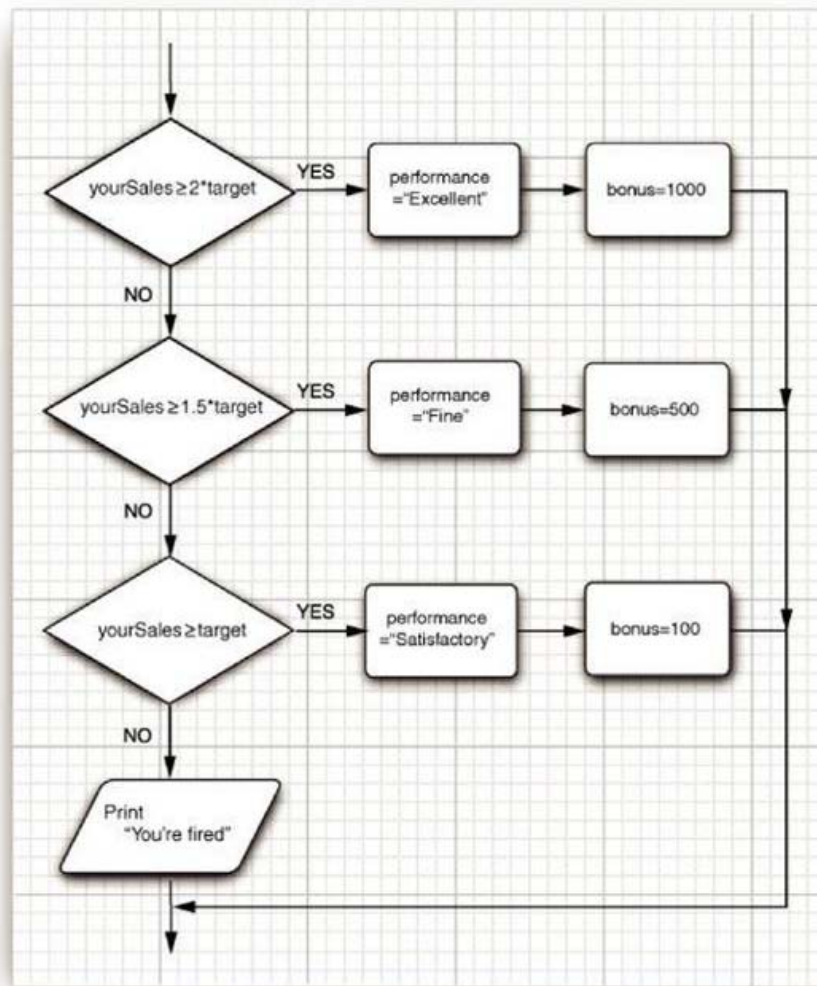 yourSales≥2*target
YES
performance
="Excellent"
bonus=1000
NO
yourSales≥1.5*target
YES
performance
="Fine"
bonus=500
NO
yourSales≥target
YES
performance
="Satisfactory"
bonus=100
NO
Print
"You're fired"